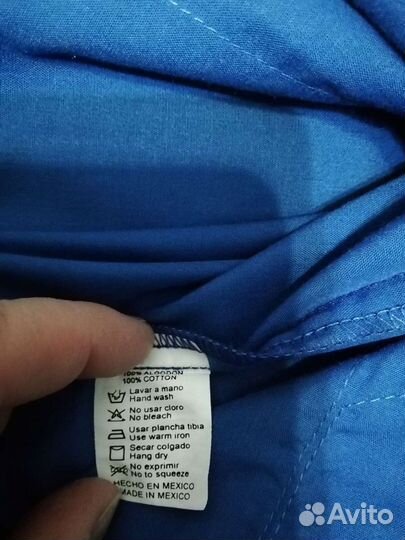 100% ALGODON
100% COTTON
Lavar a mano
Hand wash
No usar cloro
No bleach
Usar plancha tibia
Use warm iron
Secar colgado
Hang dry
No exprimir
No to squeeze
HECHO EN MEXICO
MADE IN MEXICO
Avito